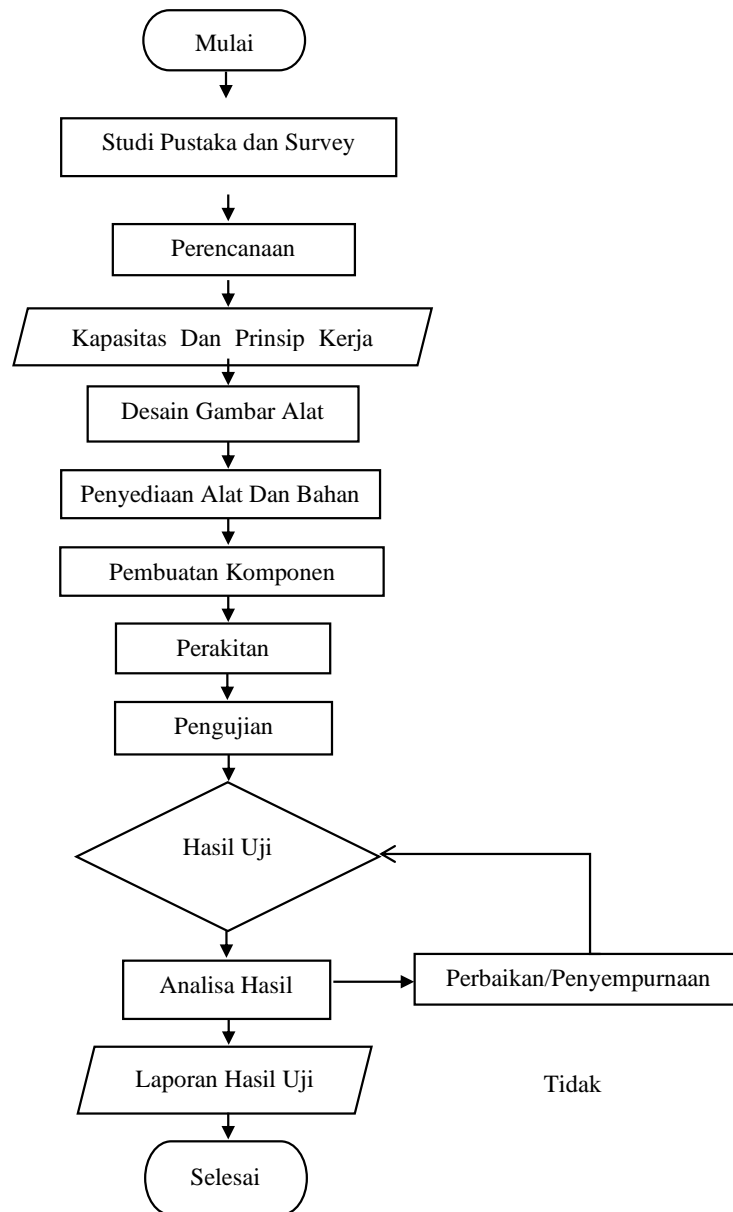 Mulai
Studi Pustaka dan Survey
Perencanaan
Kapasitas Dan Prinsip Kerja
Desain Gambar Alat
Penyediaan Alat Dan Bahan
Pembuatan Komponen
Perakitan
Pengujian
Hasil Uji
Analisa Hasil
Perbaikan/Penyempurnaan
Laporan Hasil Uji
Tidak
Selesai